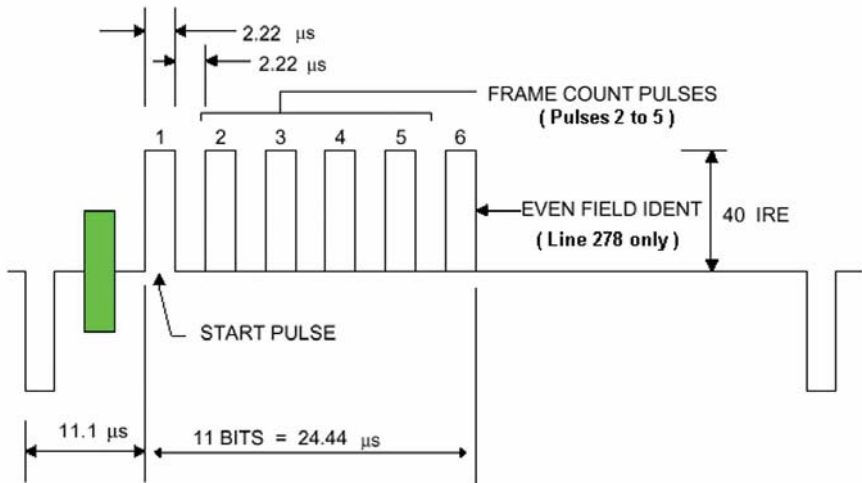 2.22 μs
2.22 μs
FRAME COUNT PULSES
( Pulses 2 to 5 )
1 2 3 4 5 6
EVEN FIELD IDENT
( Line 278 only )
40 IRE
START PULSE
11.1 μs
11 BITS = 24.44 μs